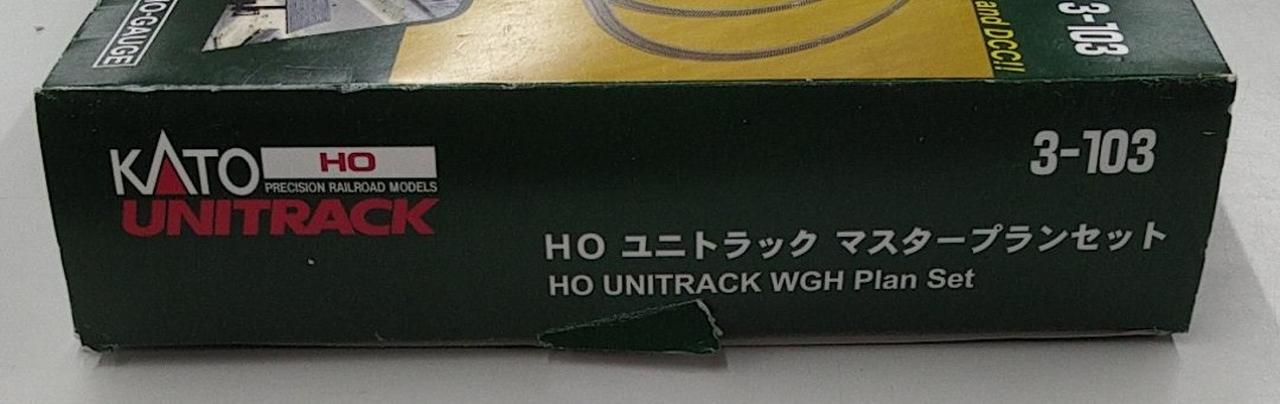 HO-GAUGE
and DCC!!
3-103
KATO HO
PRECISION RAILROAD MODELS
UNITRACK
3-103
HO ユニトラック マスタープランセット
HO UNITRACK WGH Plan Set